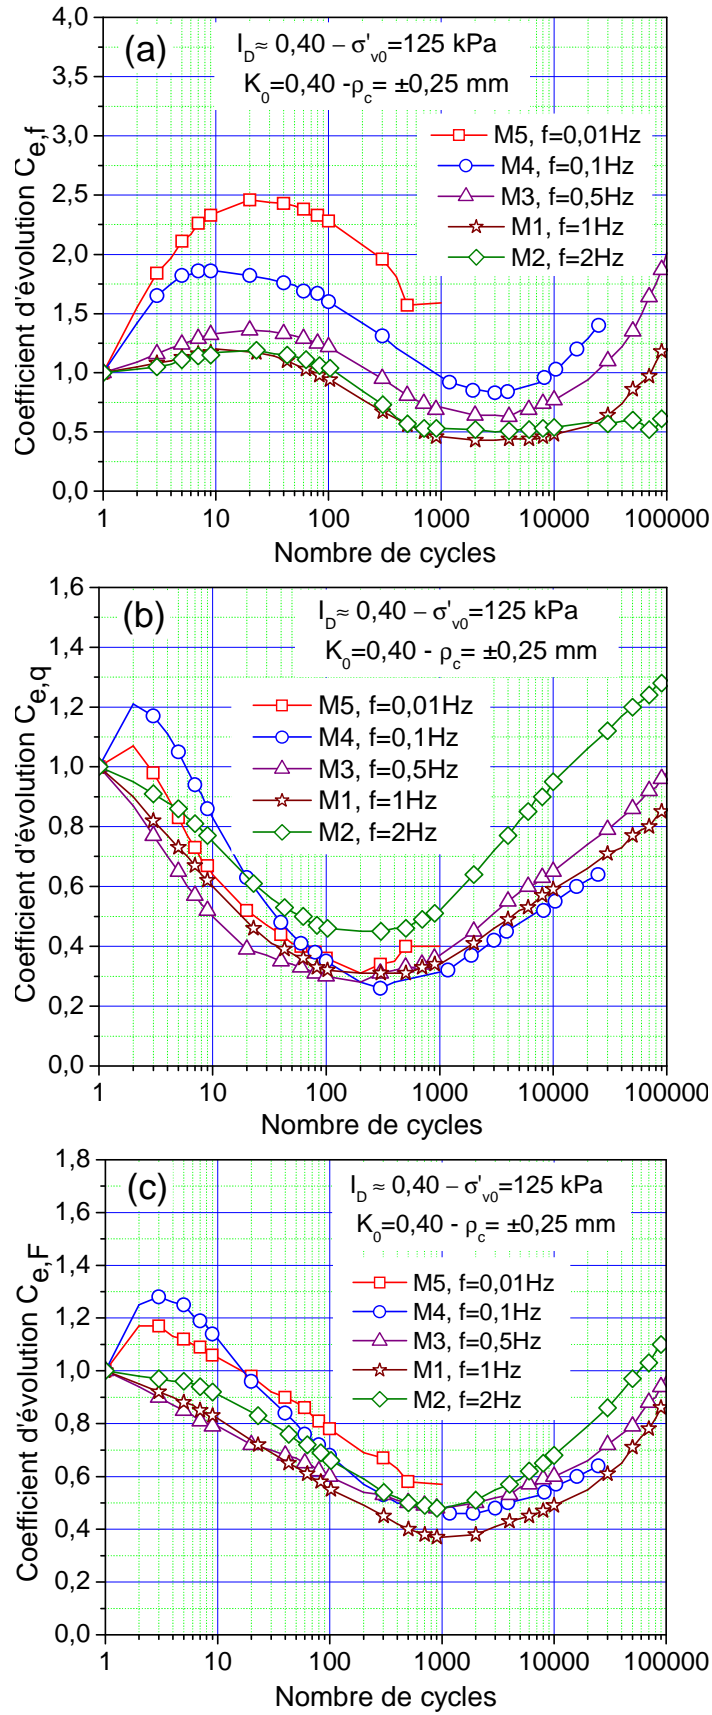 (a)
I_D≈ 0,40 – σ'_v0=125 kPa
K_0=0,40 -ρ_c= ±0,25 mm
M5, f=0,01Hz
M4, f=0,1Hz
M3, f=0,5Hz
M1, f=1Hz
M2, f=2Hz
Coefficient d'évolution C_e,f
4,0
3,5
3,0
2,5
2,0
1,5
1,0
0,5
0,0
1 10 100 1000 10000 100000
Nombre de cycles
(b)
I_D≈ 0,40 – σ'_v0=125 kPa
K_0=0,40 - ρ_c= ±0,25 mm
M5, f=0,01Hz
M4, f=0,1Hz
M3, f=0,5Hz
M1, f=1Hz
M2, f=2Hz
Coefficient d'évolution C_e,q
1,6
1,4
1,2
1,0
0,8
0,6
0,4
0,2
0,0
1 10 100 1000 10000 100000
Nombre de cycles
(c)
I_D ≈ 0,40 – σ'_v0=125 kPa
K_0=0,40 - ρ_c= ±0,25 mm
M5, f=0,01Hz
M4, f=0,1Hz
M3, f=0,5Hz
M1, f=1Hz
M2, f=2Hz
Coefficient d'évolution C_e,F
1,8
1,6
1,4
1,2
1,0
0,8
0,6
0,4
0,2
0,0
1 10 100 1000 10000 100000
Nombre de cycles